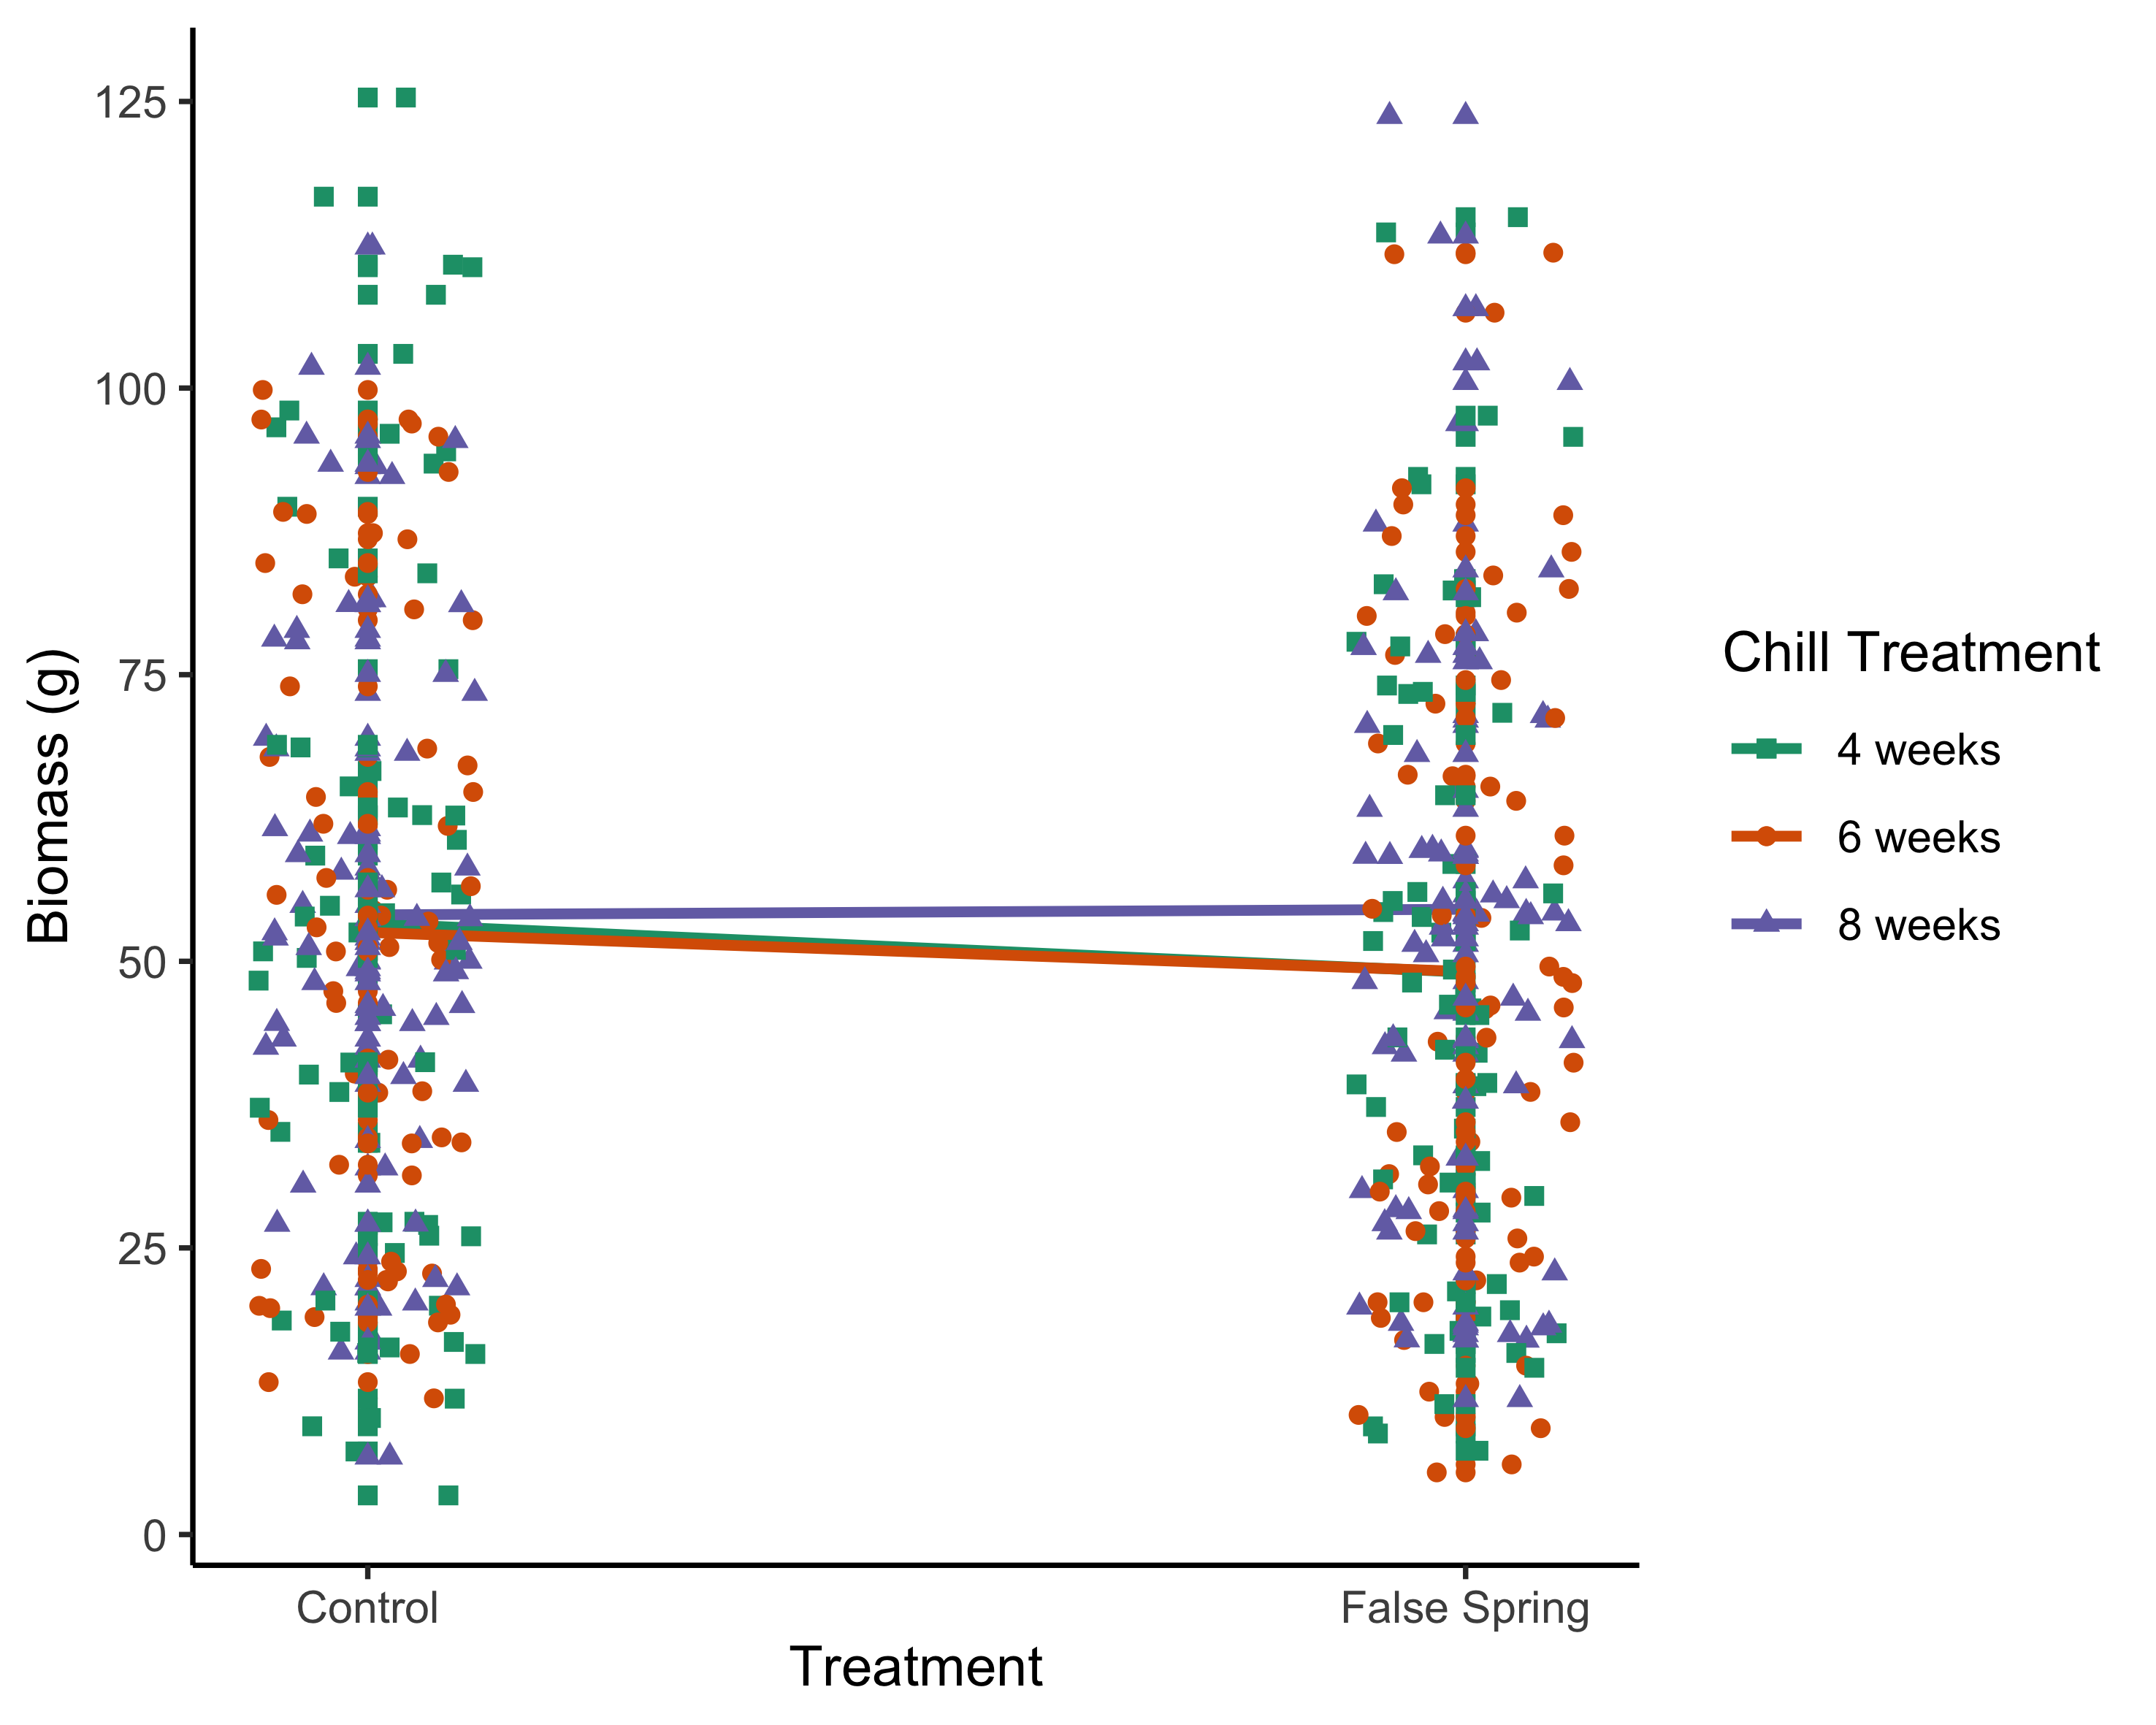 125
100
75
50
25
0
Biomass (g)
Control
False Spring
Treatment
Chill Treatment
4 weeks
6 weeks
8 weeks